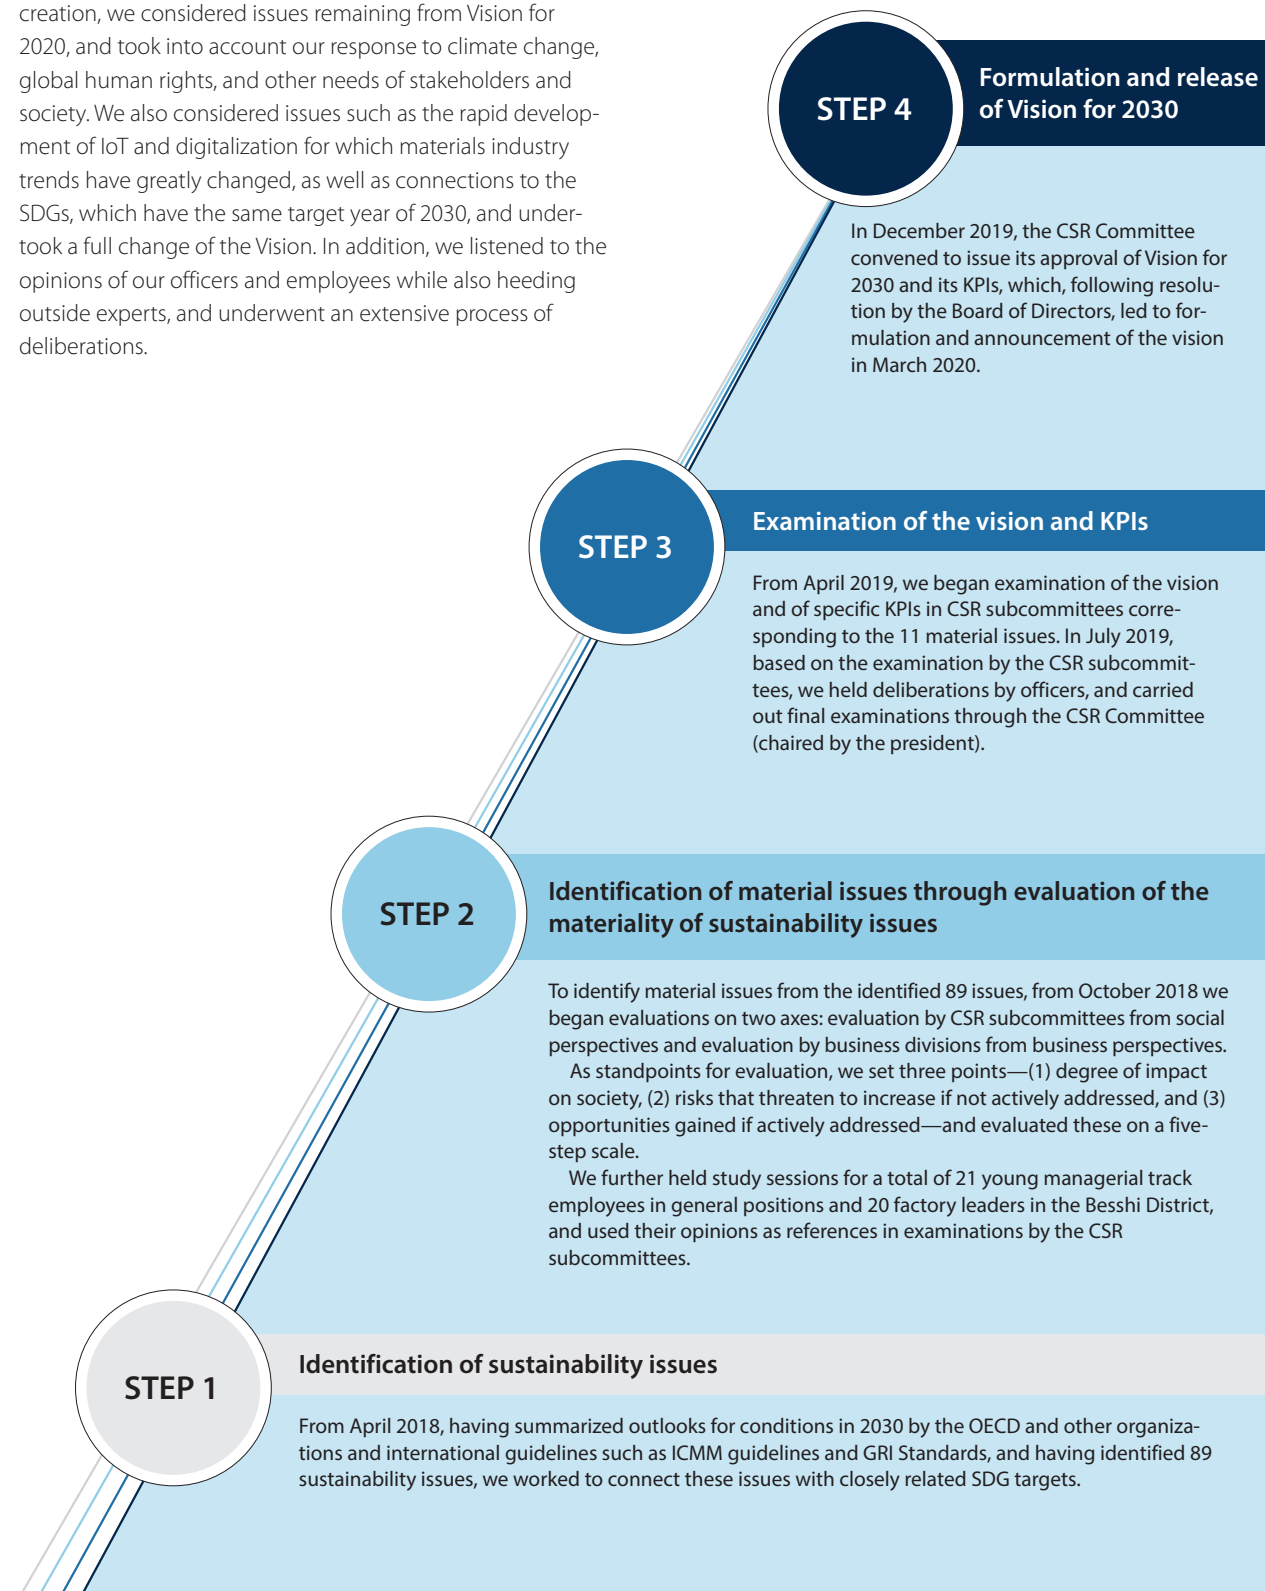 creation, we considered issues remaining from Vision for
2020, and took into account our response to climate change,
global human rights, and other needs of stakeholders and
society. We also considered issues such as the rapid develop-
ment of IoT and digitalization for which materials industry
trends have greatly changed, as well as connections to the
SDGs, which have the same target year of 2030, and under-
took a full change of the Vision. In addition, we listened to the
opinions of our officers and employees while also heeding
outside experts, and underwent an extensive process of
deliberations.
STEP 4
Formulation and release
of Vision for 2030
In December 2019, the CSR Committee
convened to issue its approval of Vision for
2030 and its KPIs, which, following resolu-
tion by the Board of Directors, led to for-
mulation and announcement of the vision
in March 2020.
STEP 3
Examination of the vision and KPIs
From April 2019, we began examination of the vision
and of specific KPIs in CSR subcommittees corre-
sponding to the 11 material issues. In July 2019,
based on the examination by the CSR subcommit-
tees, we held deliberations by officers, and carried
out final examinations through the CSR Committee
(chaired by the president).
STEP 2
Identification of material issues through evaluation of the
materiality of sustainability issues
To identify material issues from the identified 89 issues, from October 2018 we
began evaluations on two axes: evaluation by CSR subcommittees from social
perspectives and evaluation by business divisions from business perspectives.
As standpoints for evaluation, we set three points—(1) degree of impact
on society, (2) risks that threaten to increase if not actively addressed, and (3)
opportunities gained if actively addressed—and evaluated these on a five-
step scale.
We further held study sessions for a total of 21 young managerial track
employees in general positions and 20 factory leaders in the Besshi District,
and used their opinions as references in examinations by the CSR
subcommittees.
STEP 1
Identification of sustainability issues
From April 2018, having summarized outlooks for conditions in 2030 by the OECD and other organiza-
tions and international guidelines such as ICMM guidelines and GRI Standards, and having identified 89
sustainability issues, we worked to connect these issues with closely related SDG targets.